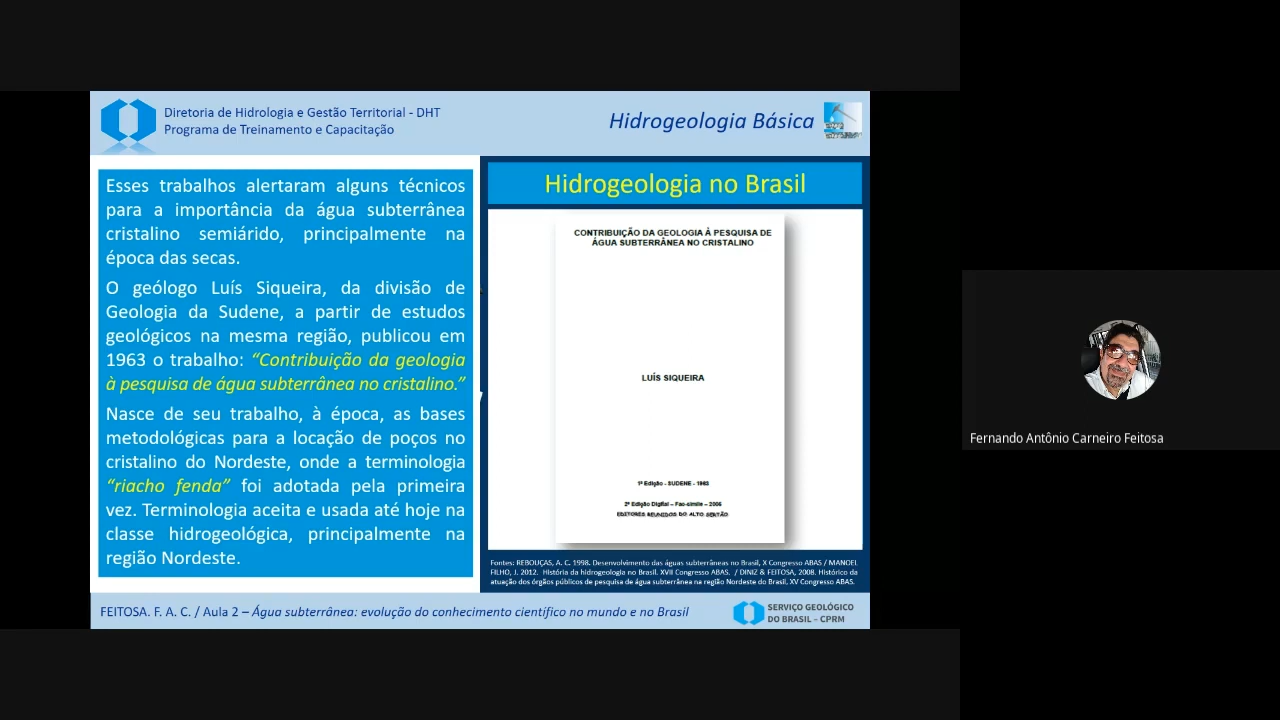 Diretoria de Hidrologia e Gestão Territorial - DHT
Programa de Treinamento e Capacitação
Hidrogeologia Básica
Esses trabalhos alertaram alguns técnicos
para a importância da água subterrânea
cristalino semiárido, principalmente na
época das secas.
O geólogo Luís Siqueira, da divisão de
Geologia da Sudene, a partir de estudos
geológicos na mesma região, publicou em
1963 o trabalho: “Contribuição da geologia
à pesquisa de água subterrânea no cristalino.”
Nasce de seu trabalho, à época, as bases
metodológicas para a locação de poços no
cristalino do Nordeste, onde a terminologia
“riacho fenda” foi adotada pela primeira
vez. Terminologia aceita e usada até hoje na
classe hidrogeológica, principalmente na
região Nordeste.
Hidrogeologia no Brasil
CONTRIBUIÇÃO DA GEOLOGIA À PESQUISA DE
ÁGUA SUBTERRÂNEA NO CRISTALINO
LUÍS SIQUEIRA
1ª Edição - SUDENE - 1963
2ª Edição Digital – Fac-símile – 2006
EDITORES REUNIDOS DO ALTO SERTÃO
Fontes: REBOUÇAS, A. C. 1998. Desenvolvimento das águas subterrâneas no Brasil, X Congresso ABAS / MANOEL
FILHO, J. 2012. História da hidrogeologia no Brasil. XVII Congresso ABAS. / DINIZ & FEITOSA, 2008. Histórico da
atuação dos órgãos públicos de pesquisa de água subterrânea na região Nordeste do Brasil, XV Congresso ABAS.
FEITOSA. F. A. C. / Aula 2 – Água subterrânea: evolução do conhecimento científico no mundo e no Brasil
SERVIÇO GEOLÓGICO
DO BRASIL – CPRM
Fernando Antônio Carneiro Feitosa